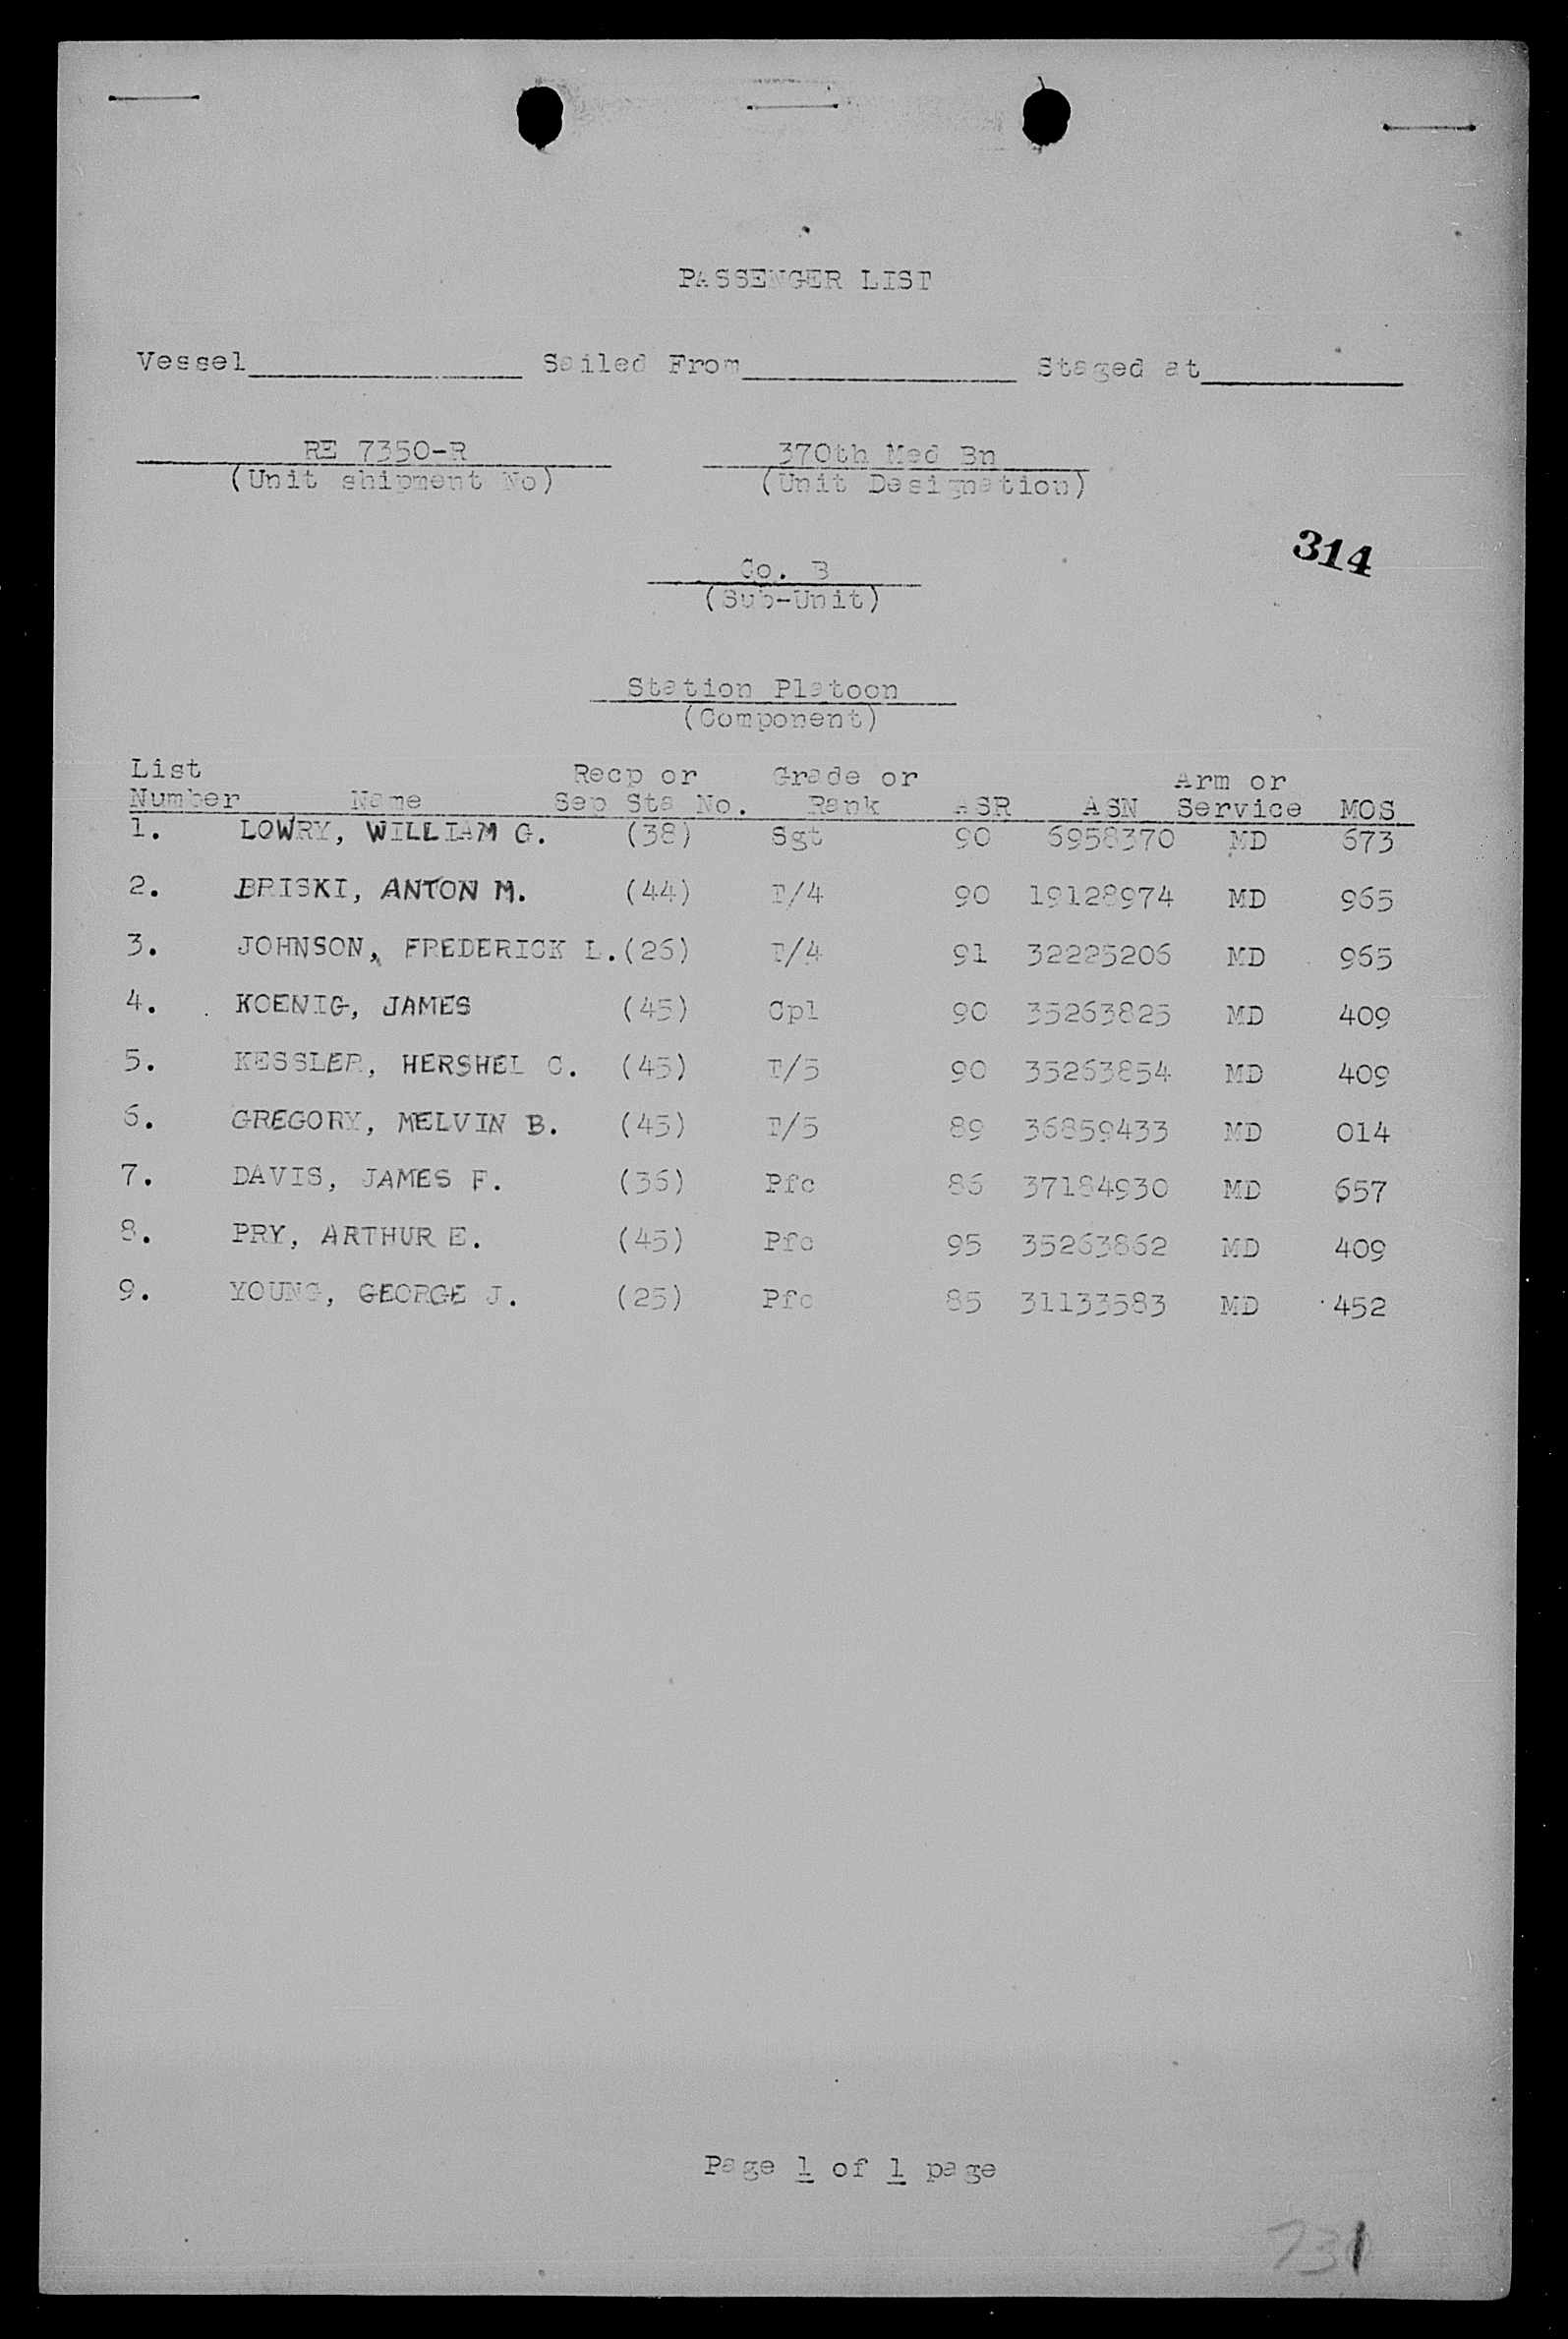 PASSENGER LIST
Vessel Sailed From Staged at
RE 7350-R 370th Med Bn
(Unit shipment No) (Unit Designation)
314
Co. B
(Sub-Unit)
Station Platoon
(Component)
List Recp or Grade or Arm or
Number Name Sep Sta No. Rank ASR ASN Service MOS
1. LOWRY, WILLIAM G. (38) Sgt 90 6958370 MD 673
2. BRISKI, ANTON M. (44) T/4 90 19128974 MD 965
3. JOHNSON, FREDERICK L. (26) T/4 91 32225206 MD 965
4. KOENIG, JAMES (45) Cpl 90 35263825 MD 409
5. KESSLER, HERSHEL C. (45) T/5 90 35263854 MD 409
6. GREGORY, MELVIN B. (45) T/5 89 36859433 MD 014
7. DAVIS, JAMES F. (36) Pfc 86 37184930 MD 657
8. PRY, ARTHUR E. (45) Pfc 95 35263862 MD 409
9. YOUNG, GEORGE J. (25) Pfc 85 31133583 MD 452
Page 1 of 1 page
731